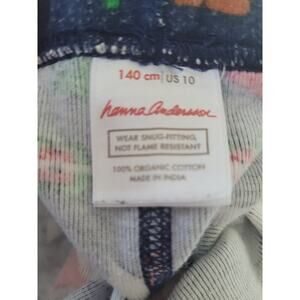 140 cm | US 10
hanna Andersson
WEAR SNUG-FITTING,
NOT FLAME RESISTANT
100% ORGANIC COTTON
MADE IN INDIA